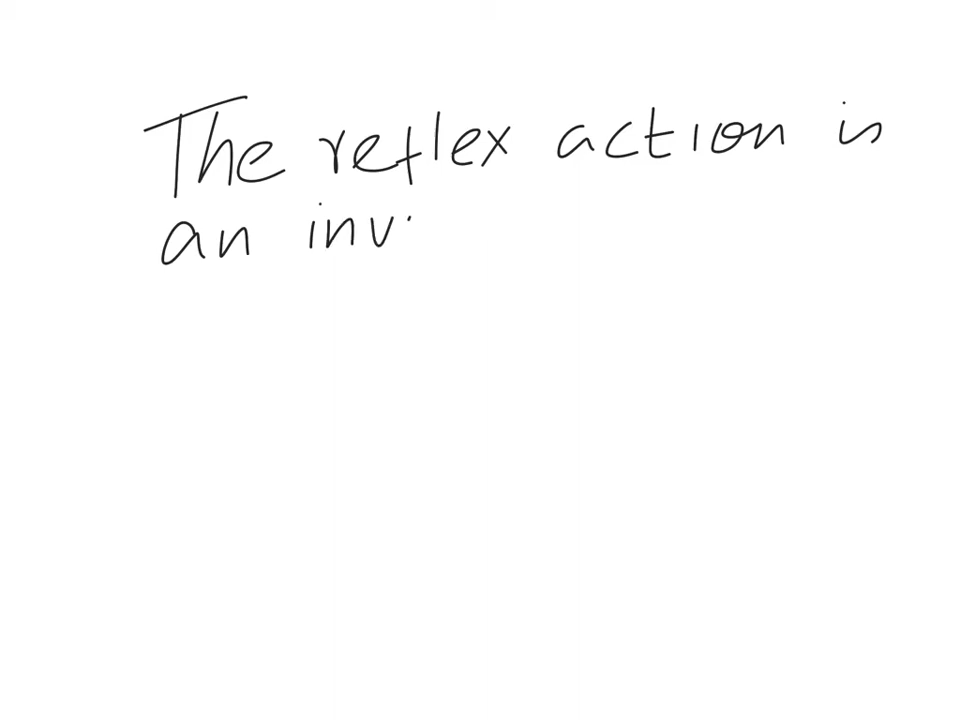 The reflex action is
an inv